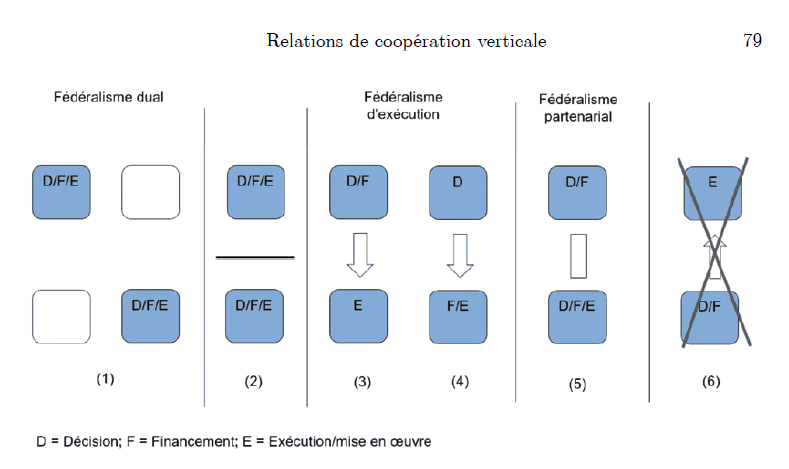 Relations de coopération verticale 79
Fédéralisme dual
Fédéralisme
d'exécution
Fédéralisme
partenarial
D/F/E D/F/E D/F D D/F E
D/F/E D/F/E E F/E D/F/E D/F
(1) (2) (3) (4) (5) (6)
D = Décision; F = Financement; E = Exécution/mise en œuvre